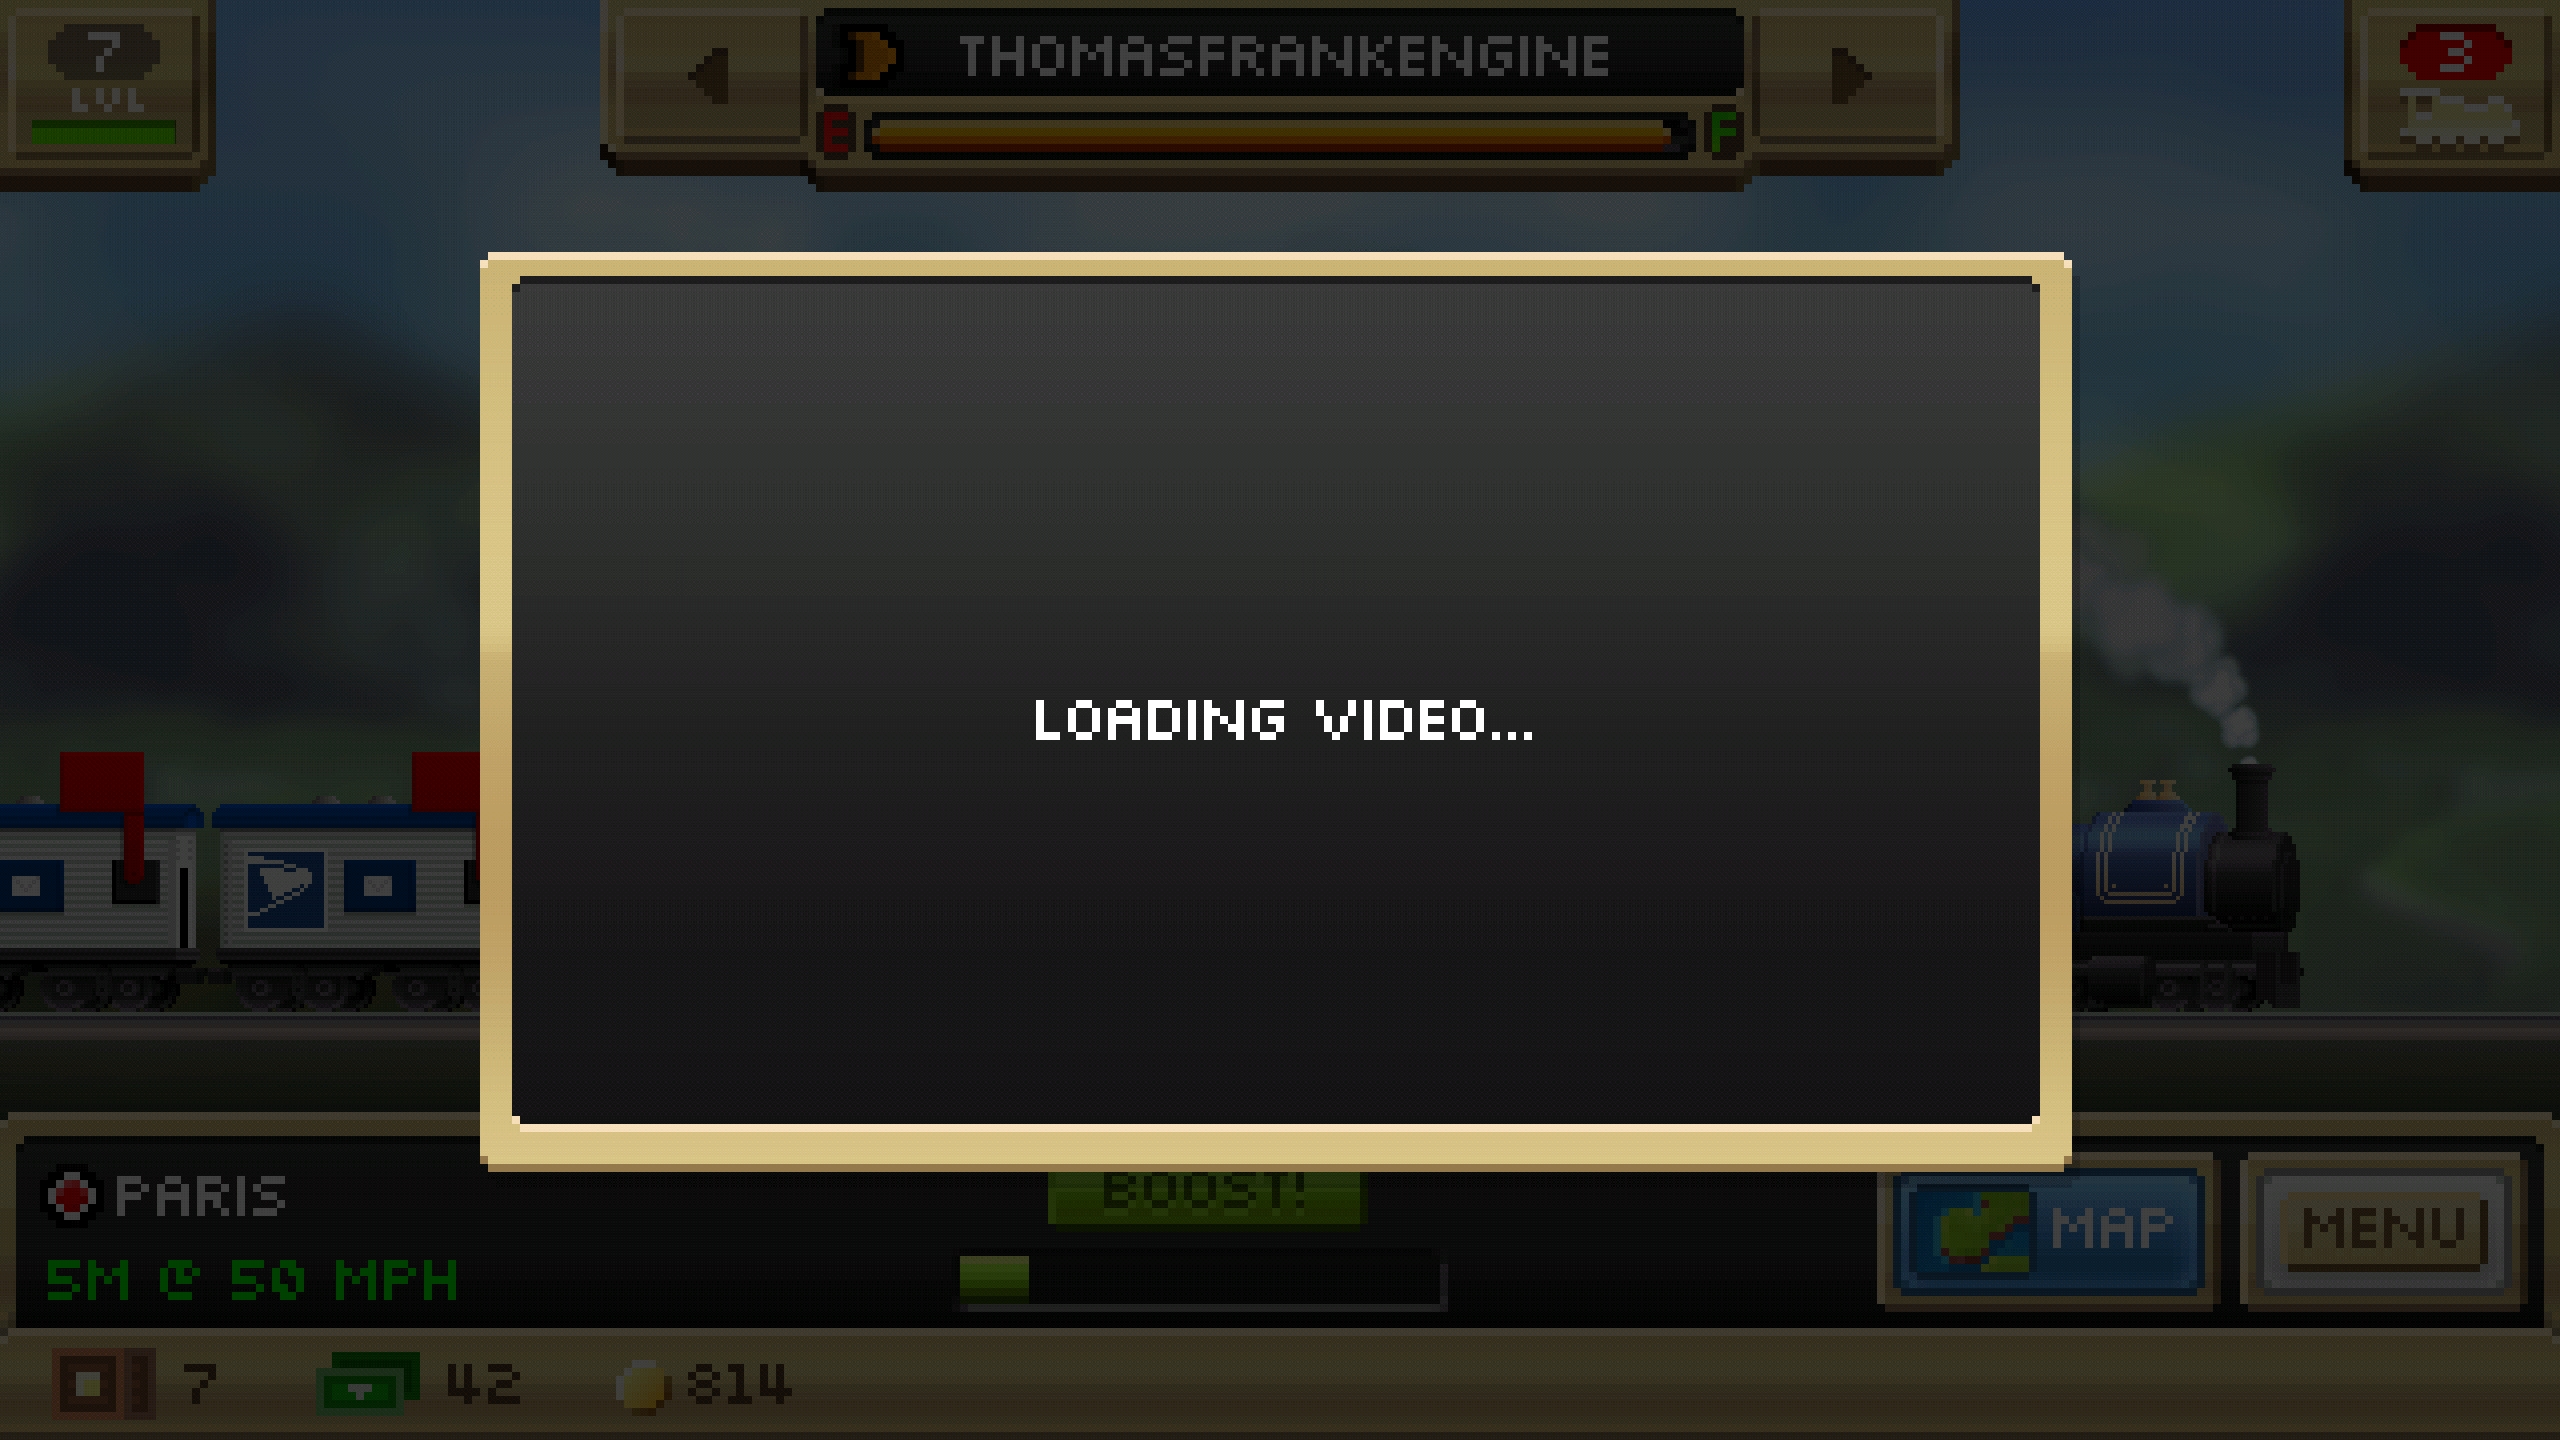 7
LVL
THOMASFRANKENGINE
E
F
3
LOADING VIDEO...
PARIS
5M @ 50 MPH
BOOST!
MAP
MENU
7
42
814